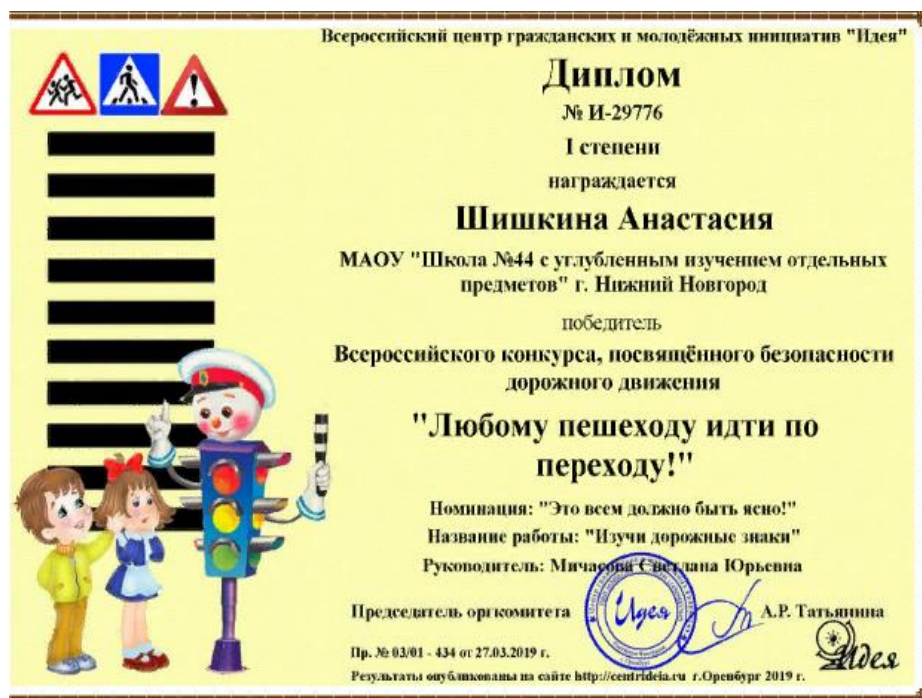 Всероссийский центр гражданских и молодёжных инициатив "Идея"
Диплом
№ И-29776
I степени
награждается
Шишкина Анастасия
МАОУ "Школа №44 с углубленным изучением отдельных
предметов" г. Нижний Новгород
победитель
Всероссийского конкурса, посвящённого безопасности
дорожного движения
"Любому пешеходу идти по
переходу!"
Номинация: "Это всем должно быть ясно!"
Название работы: "Изучи дорожные знаки"
Руководитель: Мичасова Светлана Юрьевна
Председатель оргкомитета
Идея
А.Р. Татьянина
Пр. № 03/01 - 434 от 27.03.2019 г.
Идея
Результаты опубликованы на сайте http://centrideia.ru г.Оренбург 2019 г.